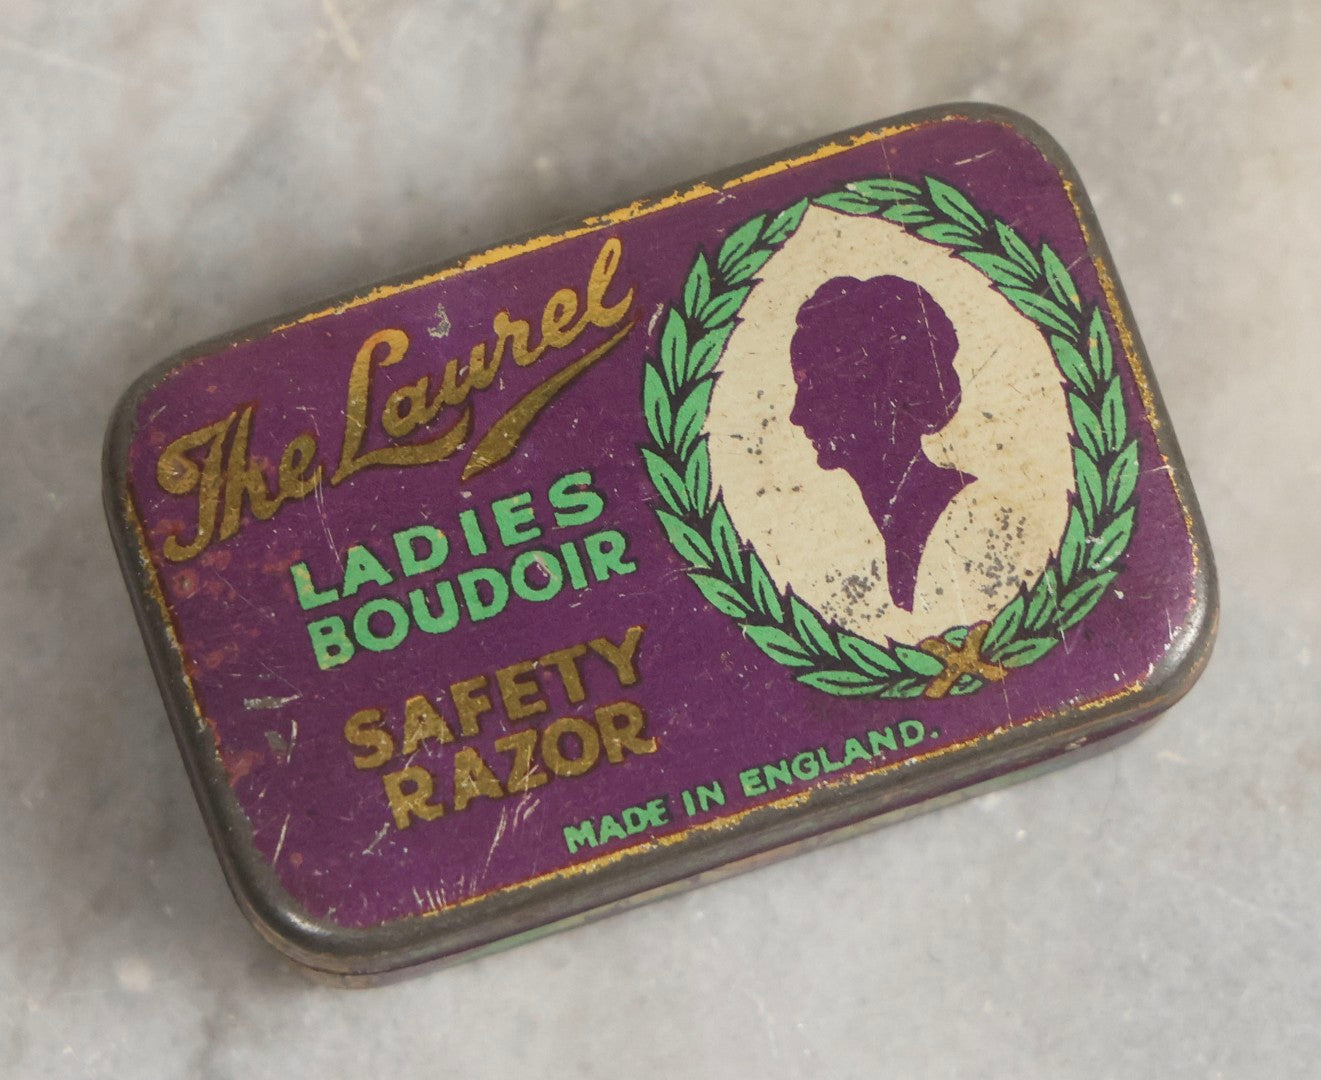 The Laurel
LADIES
BOUDOIR
SAFETY
RAZOR
MADE IN ENGLAND.